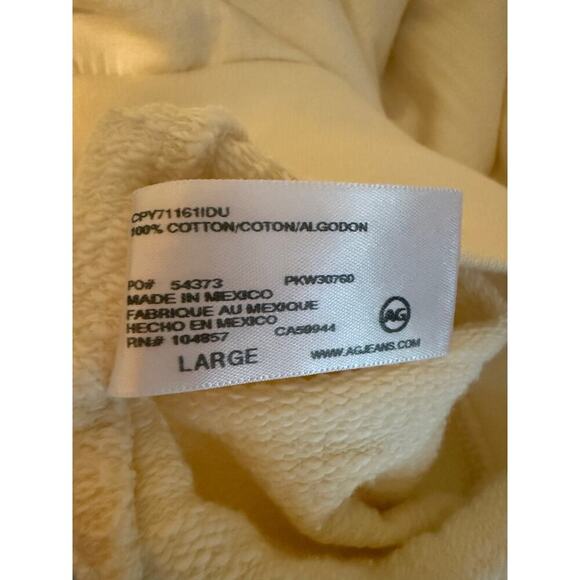 CPY71161IDU
100% COTTON/COTON/ALGODON
PO# 54373 PKW30760
MADE IN MEXICO
FABRIQUE AU MEXIQUE
HECHO EN MEXICO
RN# 104857 CA50944
LARGE WWW.AGJEANS.COM
AG